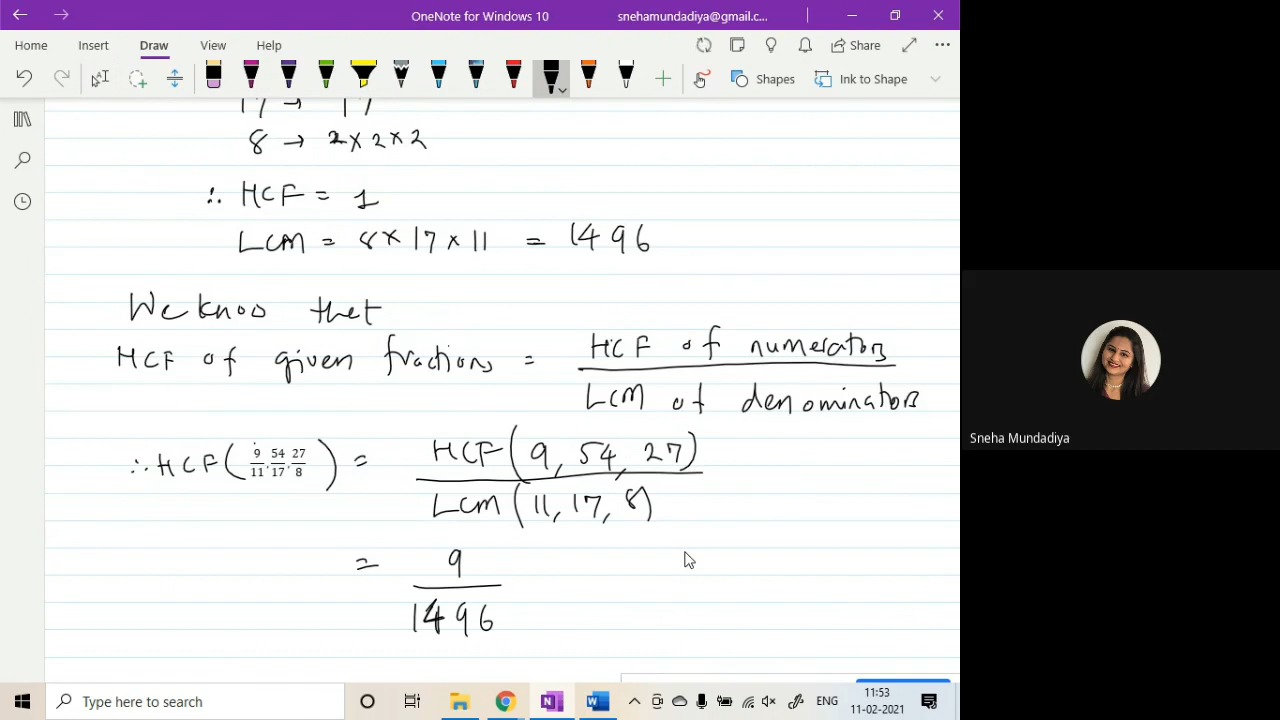 OneNote for Windows 10
snehamundadiya@gmail.c...
Home Insert Draw View Help
Share
Shapes
Ink to Shape
17 → 17
8 → 2×2×2
∴ HCF = 1
LCM = 8×17×11 = 1496
We know that
HCF of given fractions = HCF of numerators
LCM of denominators
∴ HCF(9/11, 54/17, 27/8) = HCF(9, 54, 27)
LCM(11, 17, 8)
= 9
1496
Sneha Mundadiya
Type here to search
ENG
11:53
11-02-2021